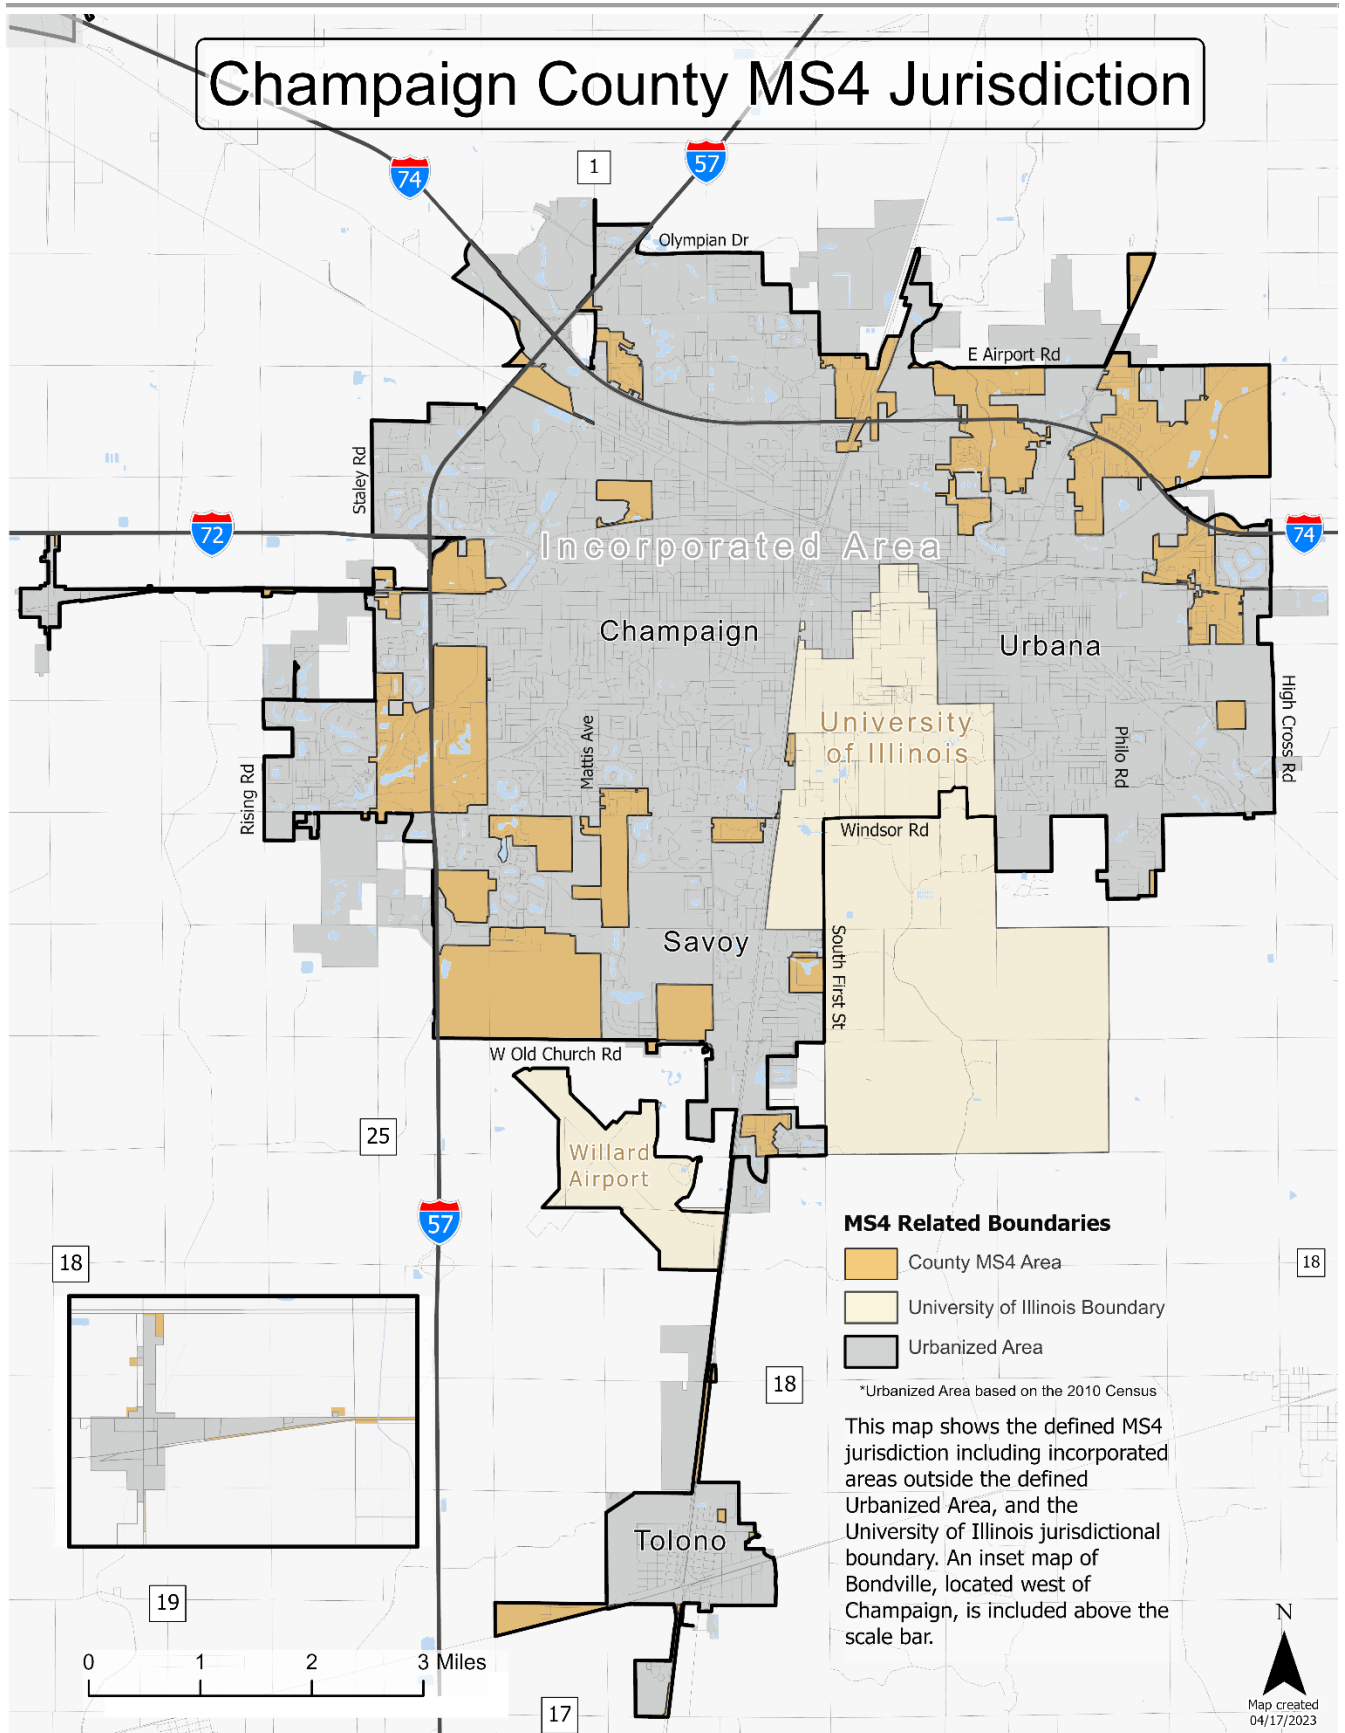 Champaign County MS4 Jurisdiction
74
1
57
Olympian Dr
E Airport Rd
Staley Rd
72
Incorporated Area
74
Champaign
Urbana
University
of Illinois
High Cross Rd
Mattis Ave
Philo Rd
Rising Rd
Windsor Rd
Savoy
South First St
W Old Church Rd
25
Willard
Airport
57
18
18
MS4 Related Boundaries
County MS4 Area
University of Illinois Boundary
Urbanized Area
*Urbanized Area based on the 2010 Census
18
This map shows the defined MS4
jurisdiction including incorporated
areas outside the defined
Urbanized Area, and the
University of Illinois jurisdictional
boundary. An inset map of
Bondville, located west of
Champaign, is included above the
scale bar.
Tolono
19
0 1 2 3 Miles
17
N
Map created
04/17/2023